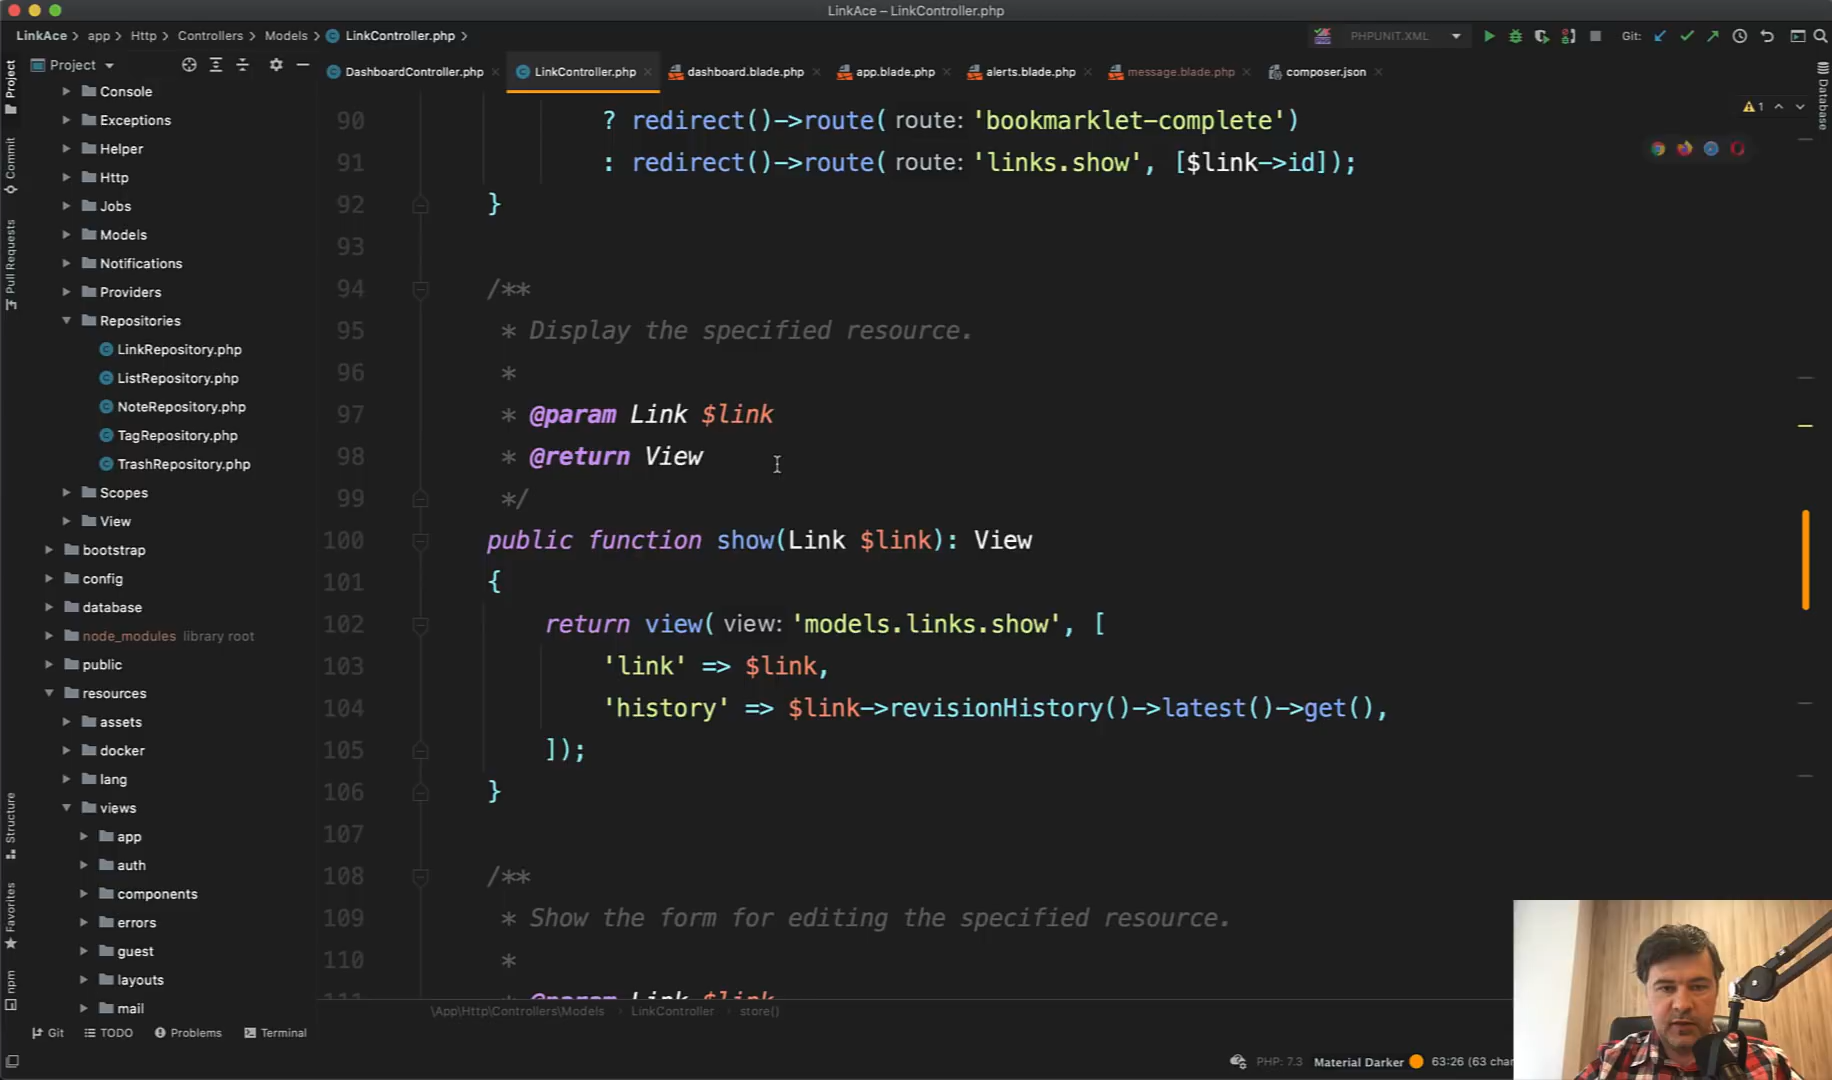 LinkAce – LinkController.php
LinkAce
app
Http
Controllers
Models
LinkController.php
PHPUNIT.XML
Git:
Project
DashboardController.php
LinkController.php
dashboard.blade.php
app.blade.php
alerts.blade.php
message.blade.php
composer.json
Project
Commit
Pull Requests
Structure
Favorites
npm
Database
Console
Exceptions
Helper
Http
Jobs
Models
Notifications
Providers
Repositories
LinkRepository.php
ListRepository.php
NoteRepository.php
TagRepository.php
TrashRepository.php
Scopes
View
bootstrap
config
database
node_modules library root
public
resources
assets
docker
lang
views
app
auth
components
errors
guest
layouts
mail
1
90 ? redirect()->route( route: 'bookmarklet-complete')
91 : redirect()->route( route: 'links.show', [$link->id]);
92 }
93
94 /**
95 * Display the specified resource.
96 *
97 * @param Link $link
98 * @return View
99 */
100 public function show(Link $link): View
101 {
102 return view( view: 'models.links.show', [
103 'link' => $link,
104 'history' => $link->revisionHistory()->latest()->get(),
105 ]);
106 }
107
108 /**
109 * Show the form for editing the specified resource.
110 *
111 * @param Link $link
\App\Http\Controllers\Models
LinkController
store()
Git
TODO
Problems
Terminal
PHP: 7.3
Material Darker
63:26 (63 char